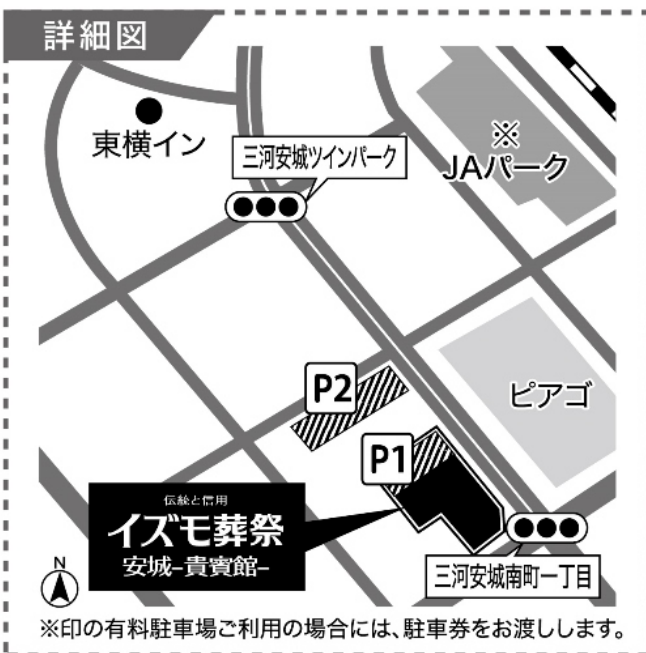 詳細図
東横イン
三河安城ツインパーク
※
JAパーク
P2
ピアゴ
P1
伝統と信用
イズモ葬祭
安城-貴賓館-
三河安城南町一丁目
N
※印の有料駐車場ご利用の場合には、駐車券をお渡しします。